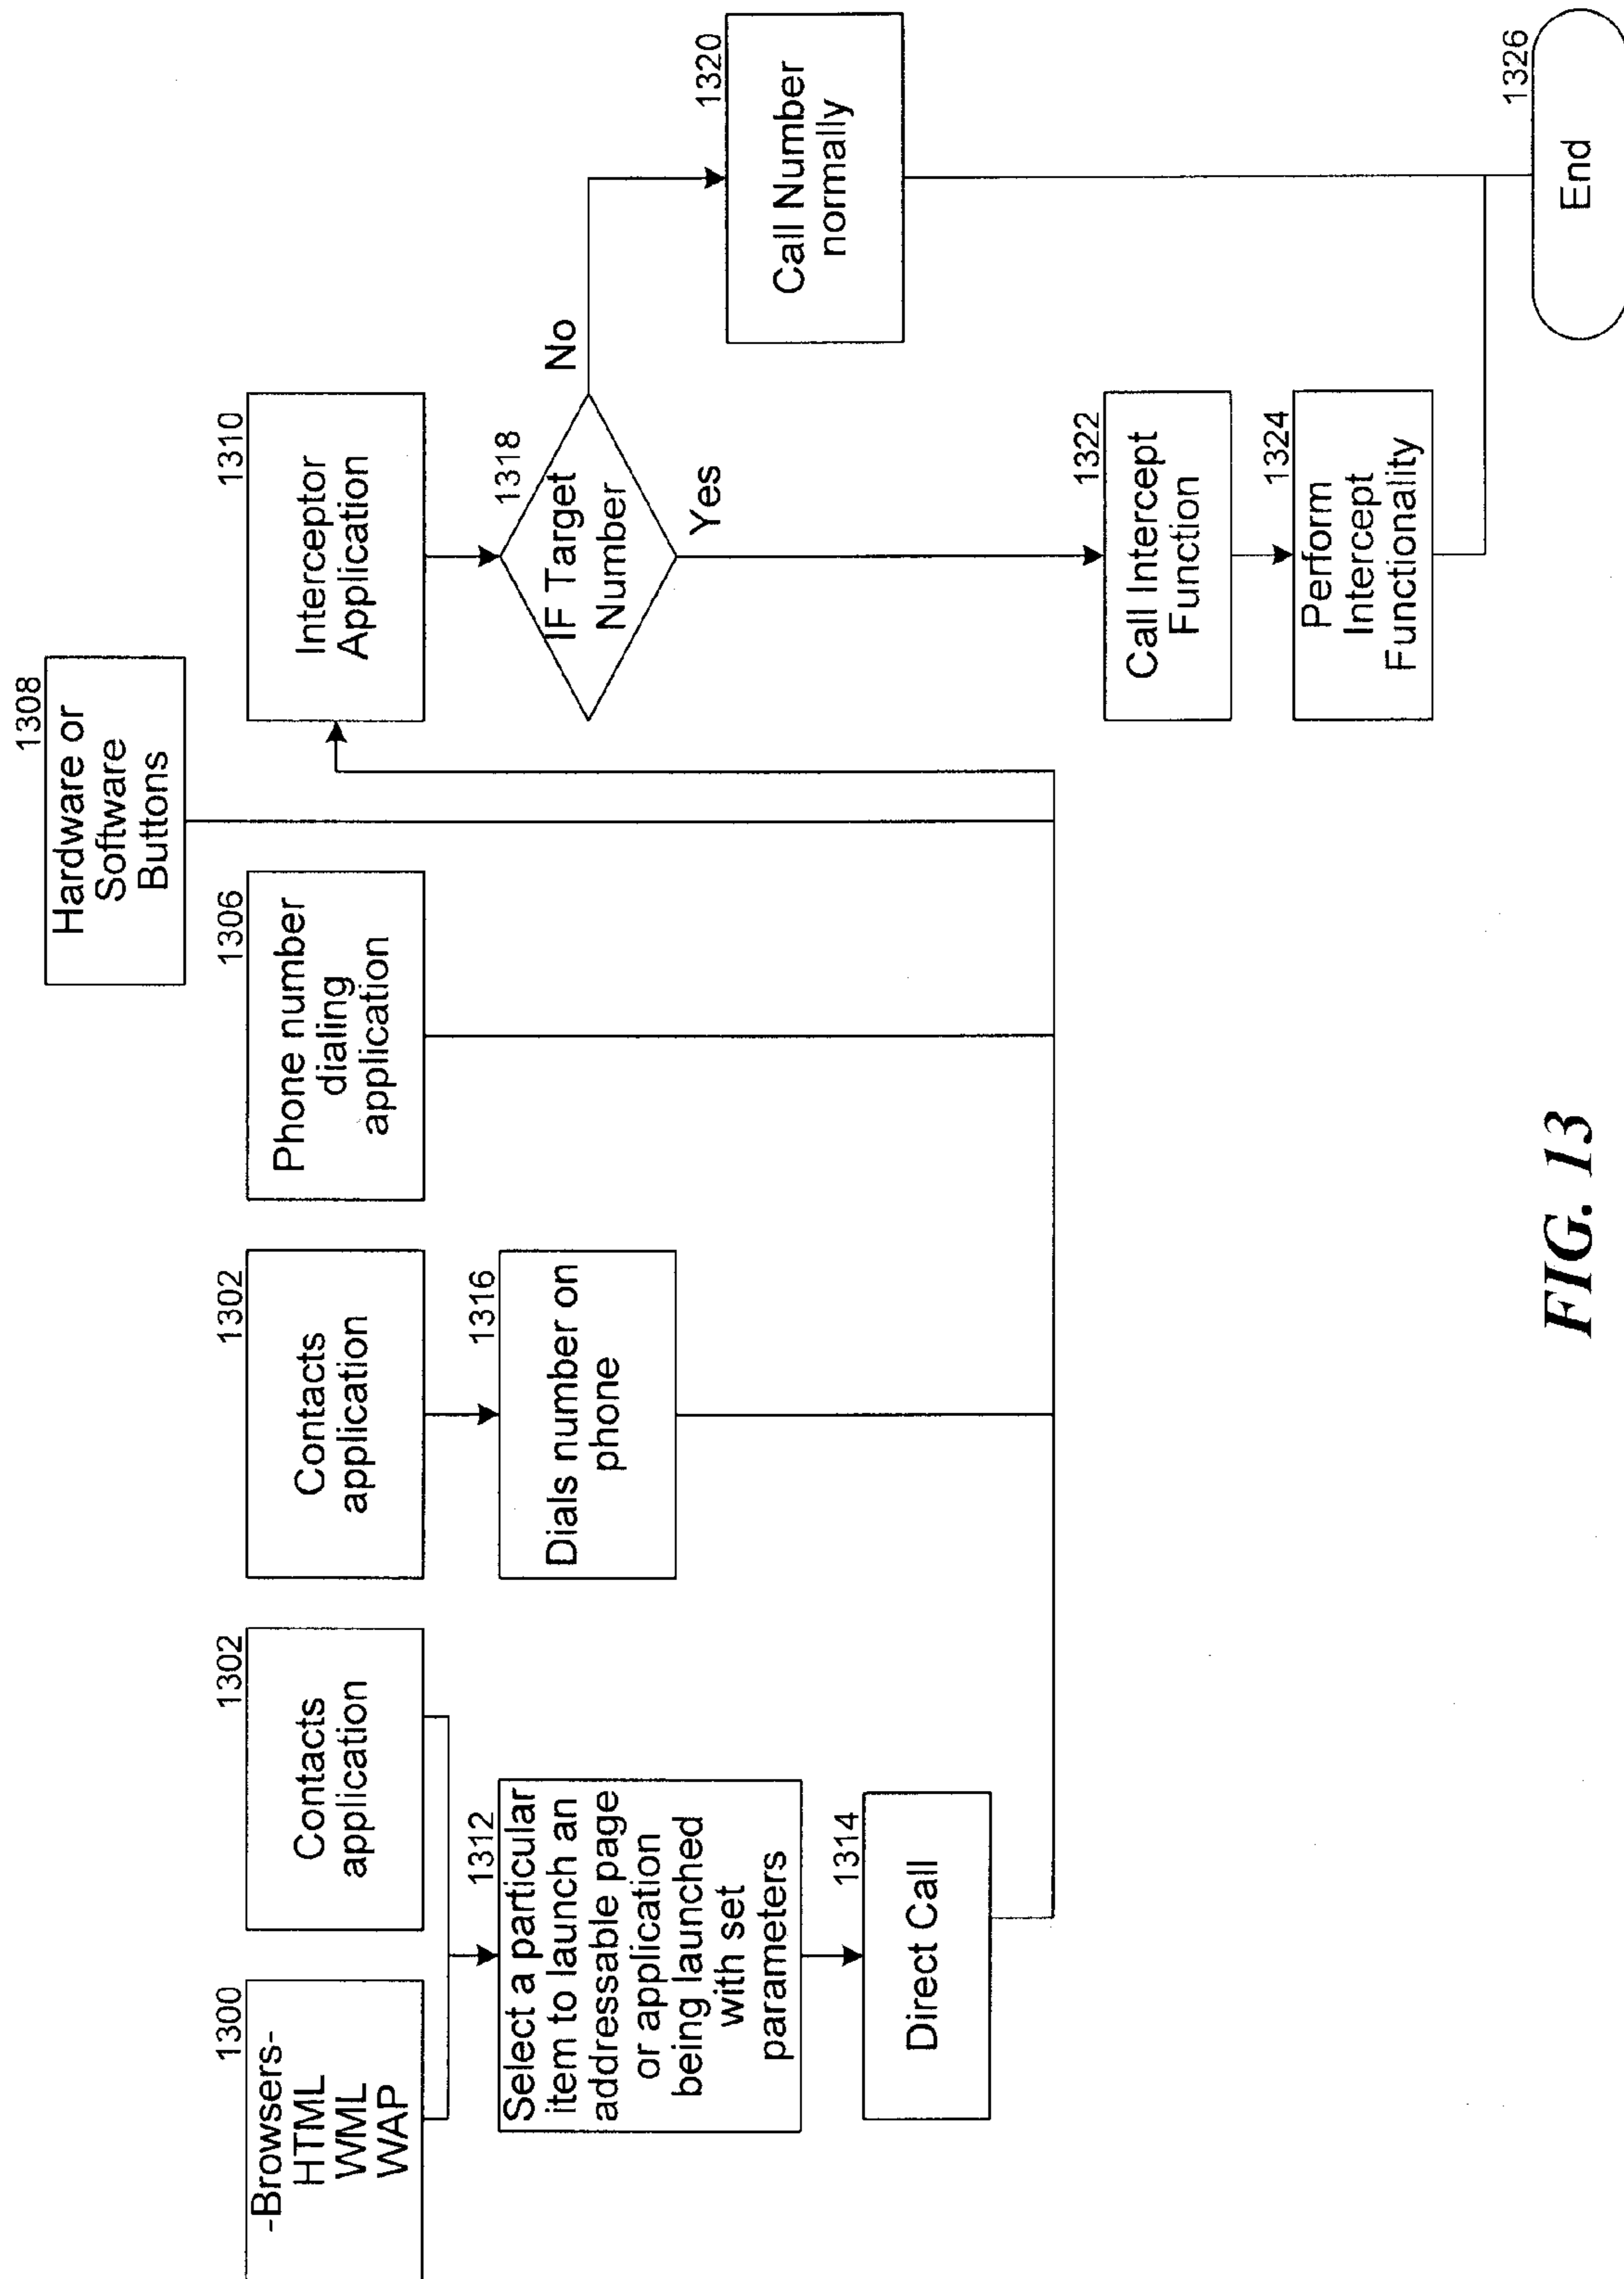 1300
-Browsers-
HTML
WML
WAP
1302
Contacts
application
1302
Contacts
application
1306
Phone number
dialing
application
1308
Hardware or
Software
Buttons
1310
Interceptor
Application
1312
Select a particular
item to launch an
addressable page
or application
being launched
with set
parameters
1316
Dials number on
phone
1318
IF Target
Number
No
Yes
1314
Direct Call
1320
Call Number
normally
1322
Call Intercept
Function
1324
Perform
Intercept
Functionality
1326
End
FIG. 13